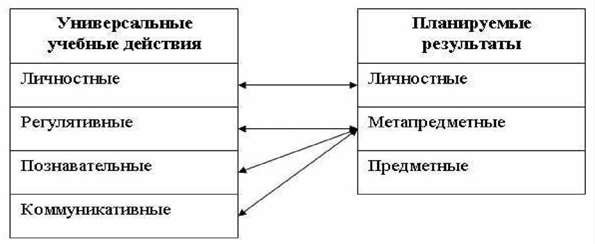 Универсальные
учебные действия
Личностные
Регулятивные
Познавательные
Коммуникативные
Планируемые
результаты
Личностные
Метапредметные
Предметные